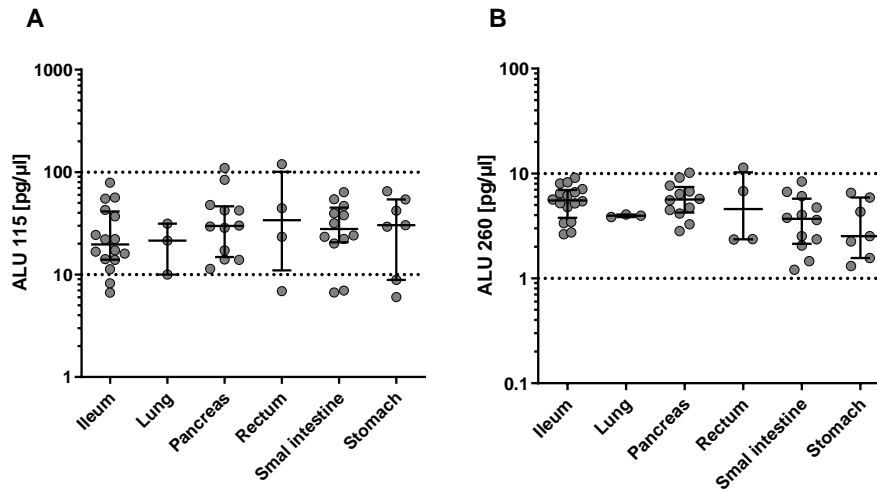 A
ALU 115 [pg/µl]
1000
100
10
1
Ileum
Lung
Pancreas
Rectum
Smal intestine
Stomach
B
ALU 260 [pg/µl]
100
10
1
0.1
Ileum
Lung
Pancreas
Rectum
Smal intestine
Stomach